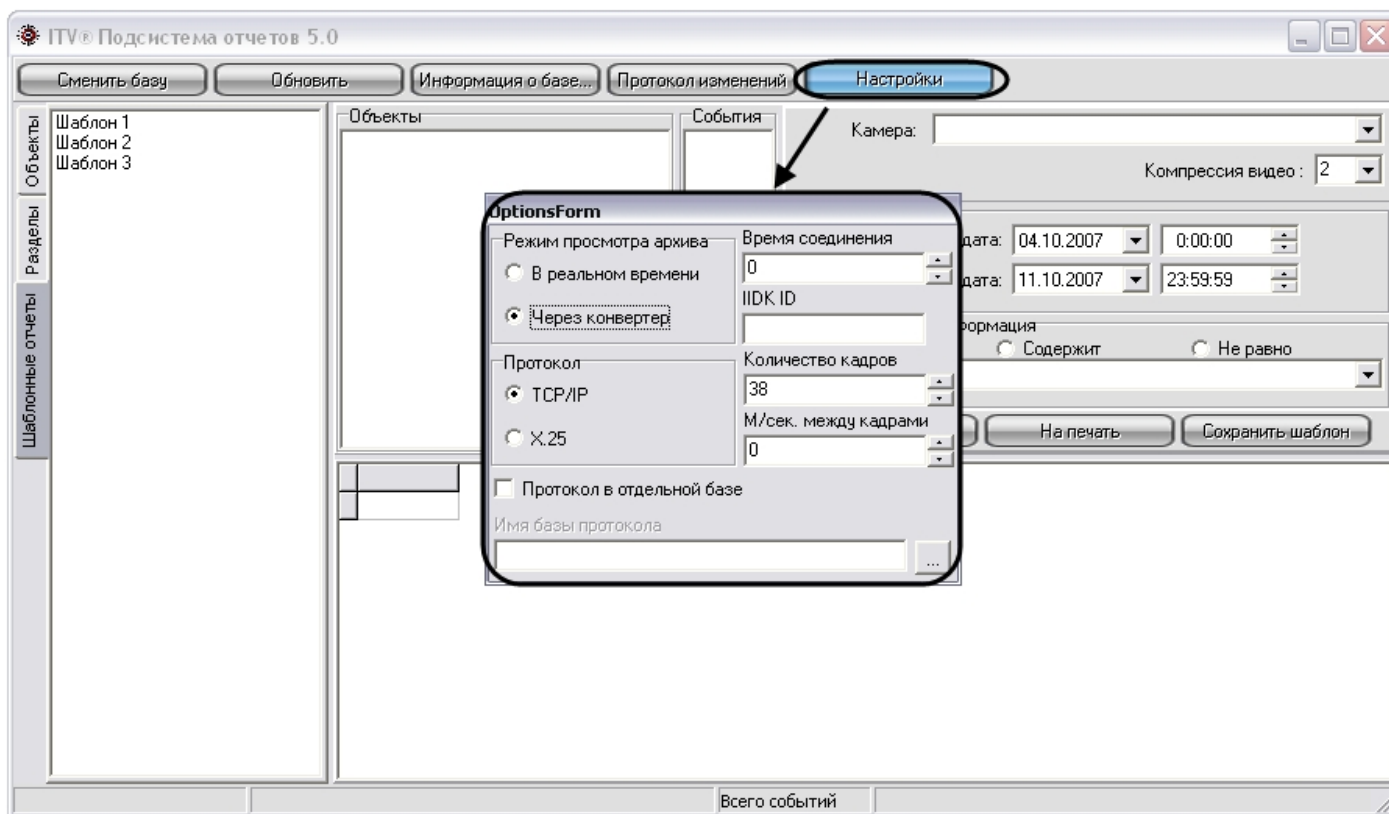 ITV® Подсистема отчетов 5.0
Сменить базу
Обновить
Информация о базе...
Протокол изменений
Настройки
Объекты
Разделы
Шаблонные отчеты
Шаблон 1
Шаблон 2
Шаблон 3
Объекты
События
Камера:
Компрессия видео :
2
дата:
04.10.2007
0:00:00
дата:
11.10.2007
23:59:59
Содержит
Не равно
На печать
Сохранить шаблон
OptionsForm
Режим просмотра архива
В реальном времени
Через конвертер
Протокол
TCP/IP
X.25
Время соединения
0
IIDK ID
Количество кадров
38
М/сек. между кадрами
0
Протокол в отдельной базе
Имя базы протокола
...
Всего событий